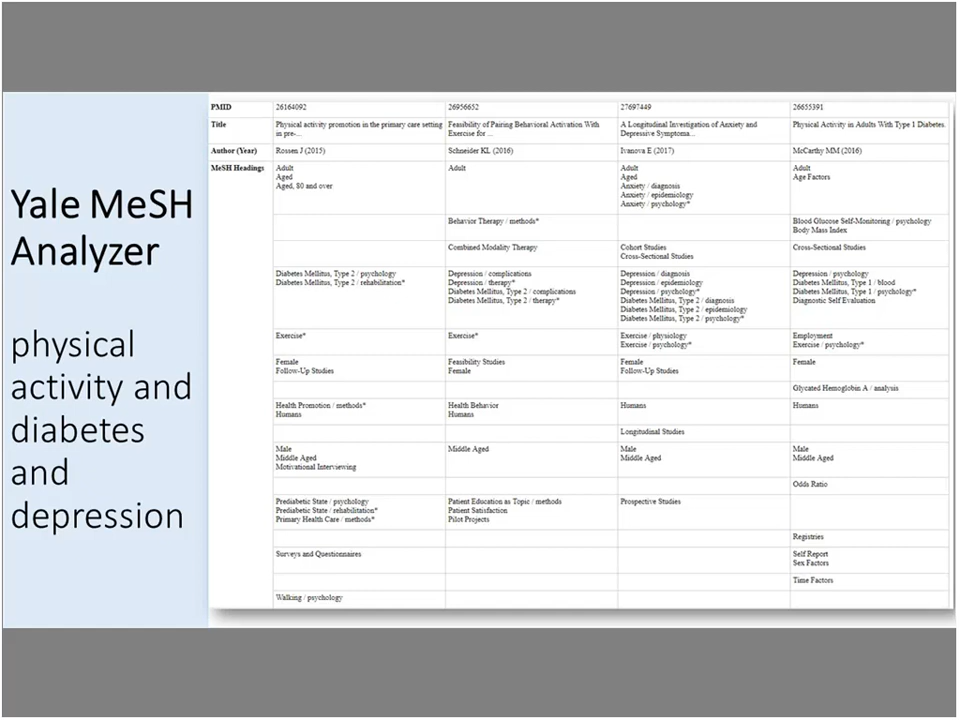 Yale MeSH
Analyzer
physical
activity and
diabetes
and
depression
PMID 26164092 26956652 27697449 26655391
Title Physical activity promotion in the primary care setting Feasibility of Pairing Behavioral Activation With A Longitudinal Investigation of Anxiety and Physical Activity in Adults With Type 1 Diabetes.
in pre-... Exercise for ... Depressive Symptoma...
Author (Year) Rossen J (2015) Schneider KL (2016) Ivanova E (2017) McCarthy MM (2016)
MeSH Headings Adult Adult Adult Adult
Aged Aged Age Factors
Aged, 80 and over Anxiety / diagnosis
Anxiety / epidemiology
Anxiety / psychology*
Behavior Therapy / methods* Blood Glucose Self-Monitoring / psychology
Body Mass Index
Combined Modality Therapy Cohort Studies Cross-Sectional Studies
Cross-Sectional Studies
Diabetes Mellitus, Type 2 / psychology Depression / complications Depression / diagnosis Depression / psychology
Diabetes Mellitus, Type 2 / rehabilitation* Depression / therapy* Depression / epidemiology Diabetes Mellitus, Type 1 / blood
Diabetes Mellitus, Type 2 / complications Depression / psychology* Diabetes Mellitus, Type 1 / psychology*
Diabetes Mellitus, Type 2 / therapy* Diabetes Mellitus, Type 2 / diagnosis Diagnostic Self Evaluation
Diabetes Mellitus, Type 2 / epidemiology
Diabetes Mellitus, Type 2 / psychology*
Exercise* Exercise* Exercise / physiology Employment
Exercise / psychology* Exercise / psychology*
Female Feasibility Studies Female Female
Follow-Up Studies Female Follow-Up Studies
Glycated Hemoglobin A / analysis
Health Promotion / methods* Health Behavior Humans Humans
Humans Humans
Longitudinal Studies
Male Middle Aged Male Male
Middle Aged Middle Aged Middle Aged
Motivational Interviewing
Odds Ratio
Prediabetic State / psychology Patient Education as Topic / methods Prospective Studies
Prediabetic State / rehabilitation* Patient Satisfaction
Primary Health Care / methods* Pilot Projects
Registries
Surveys and Questionnaires Self Report
Sex Factors
Time Factors
Walking / psychology